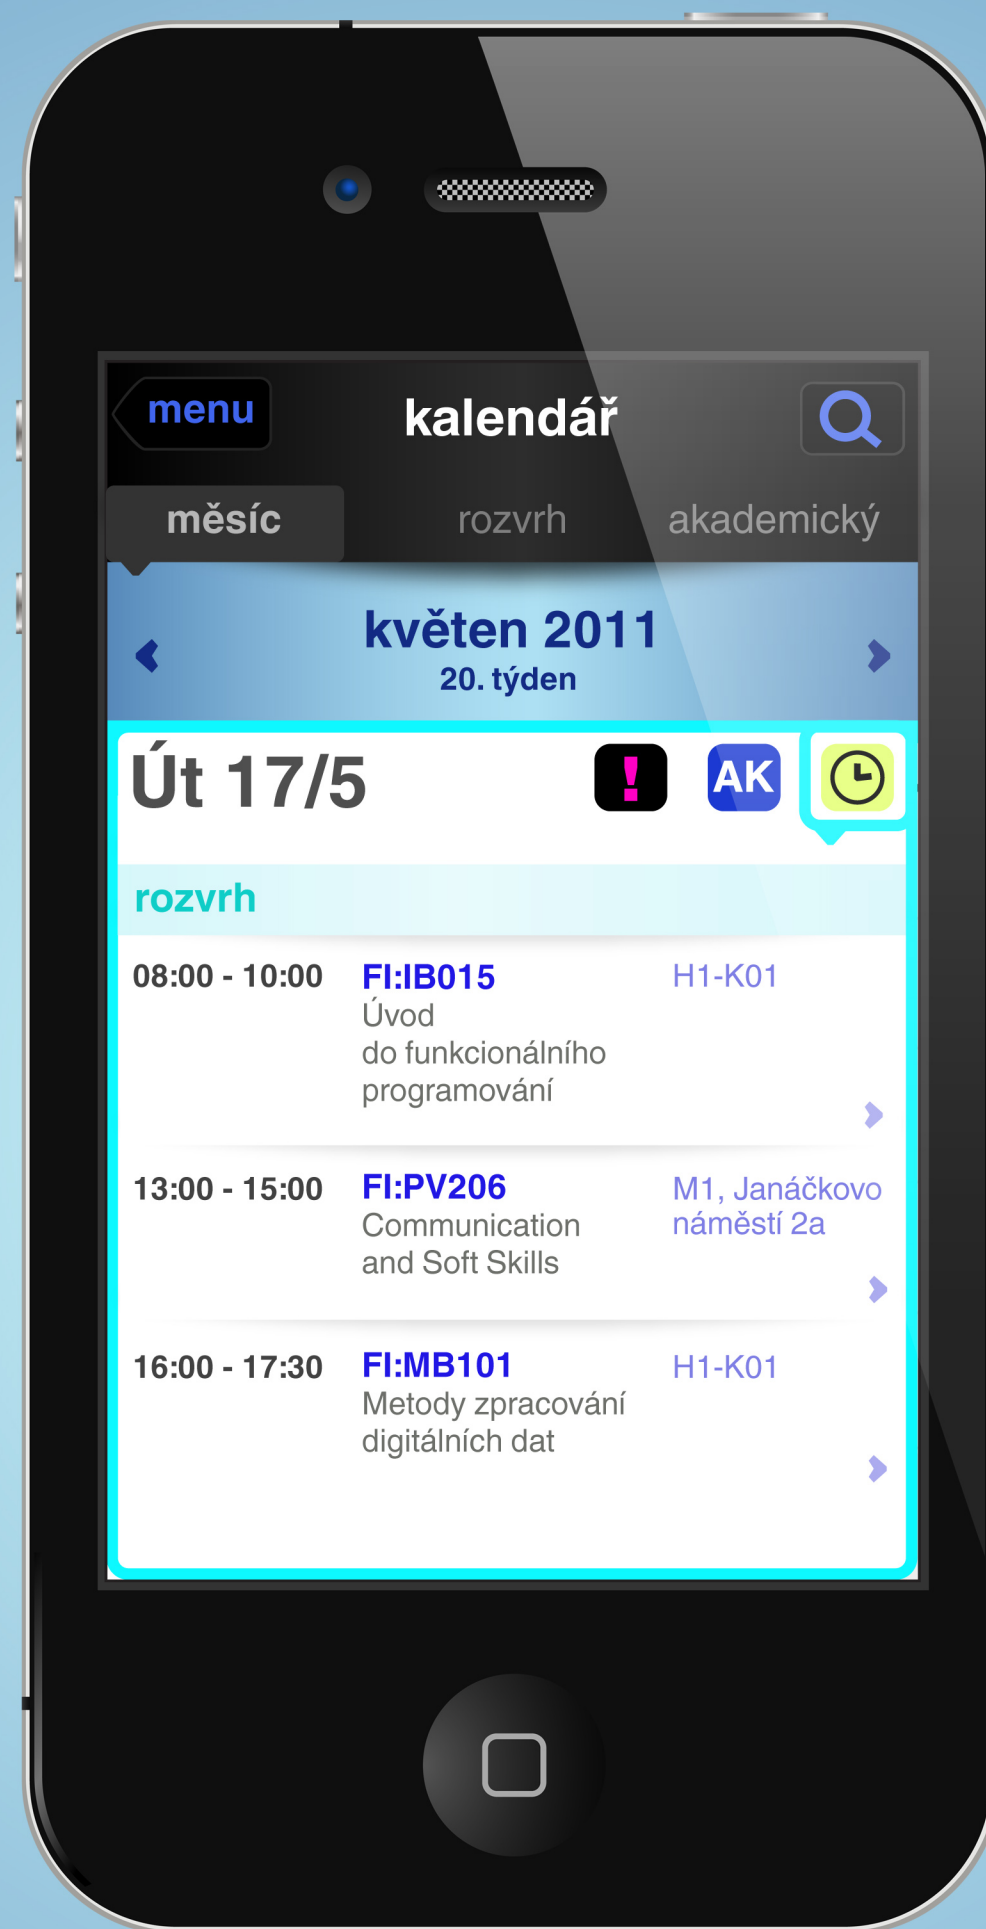 menu
kalendář
měsíc
rozvrh
akademický
květen 2011
20. týden
Út 17/5
!
AK
rozvrh
08:00 - 10:00
FI:IB015
H1-K01
Úvod
do funkcionálního
programování
13:00 - 15:00
FI:PV206
M1, Janáčkovo
náměstí 2a
Communication
and Soft Skills
16:00 - 17:30
FI:MB101
H1-K01
Metody zpracování
digitálních dat